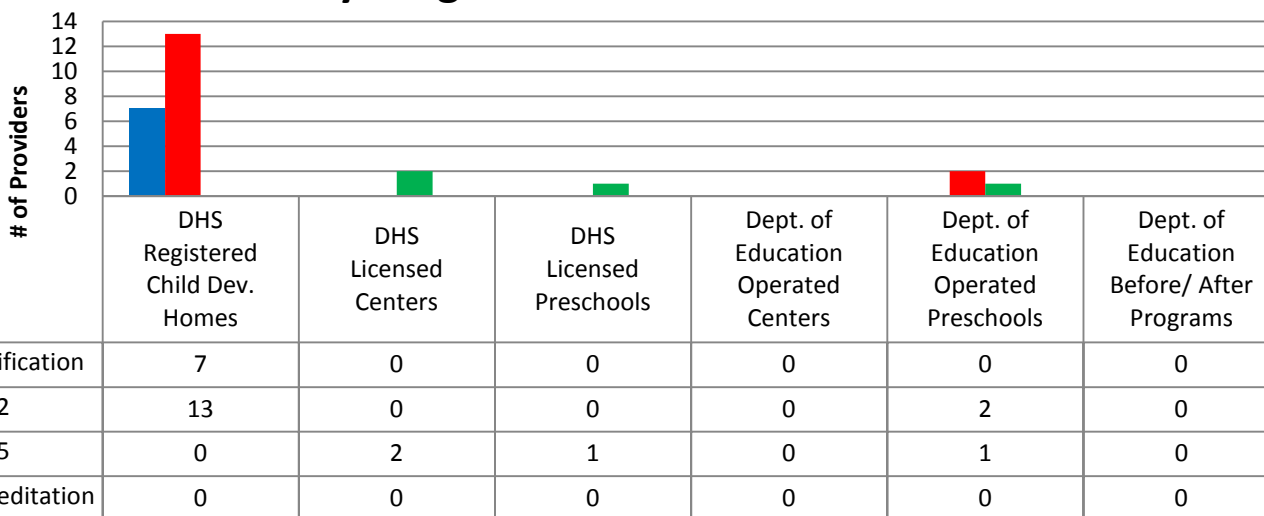 14
12
10
8
6
4
2
0
# of Providers
DHS
Registered
Child Dev.
Homes
DHS
Licensed
Centers
DHS
Licensed
Preschools
Dept. of
Education
Operated
Centers
Dept. of
Education
Operated
Preschools
Dept. of
Education
Before/ After
Programs
ification 7 0 0 0 0 0
2 13 0 0 0 2 0
5 0 2 1 0 1 0
editation 0 0 0 0 0 0